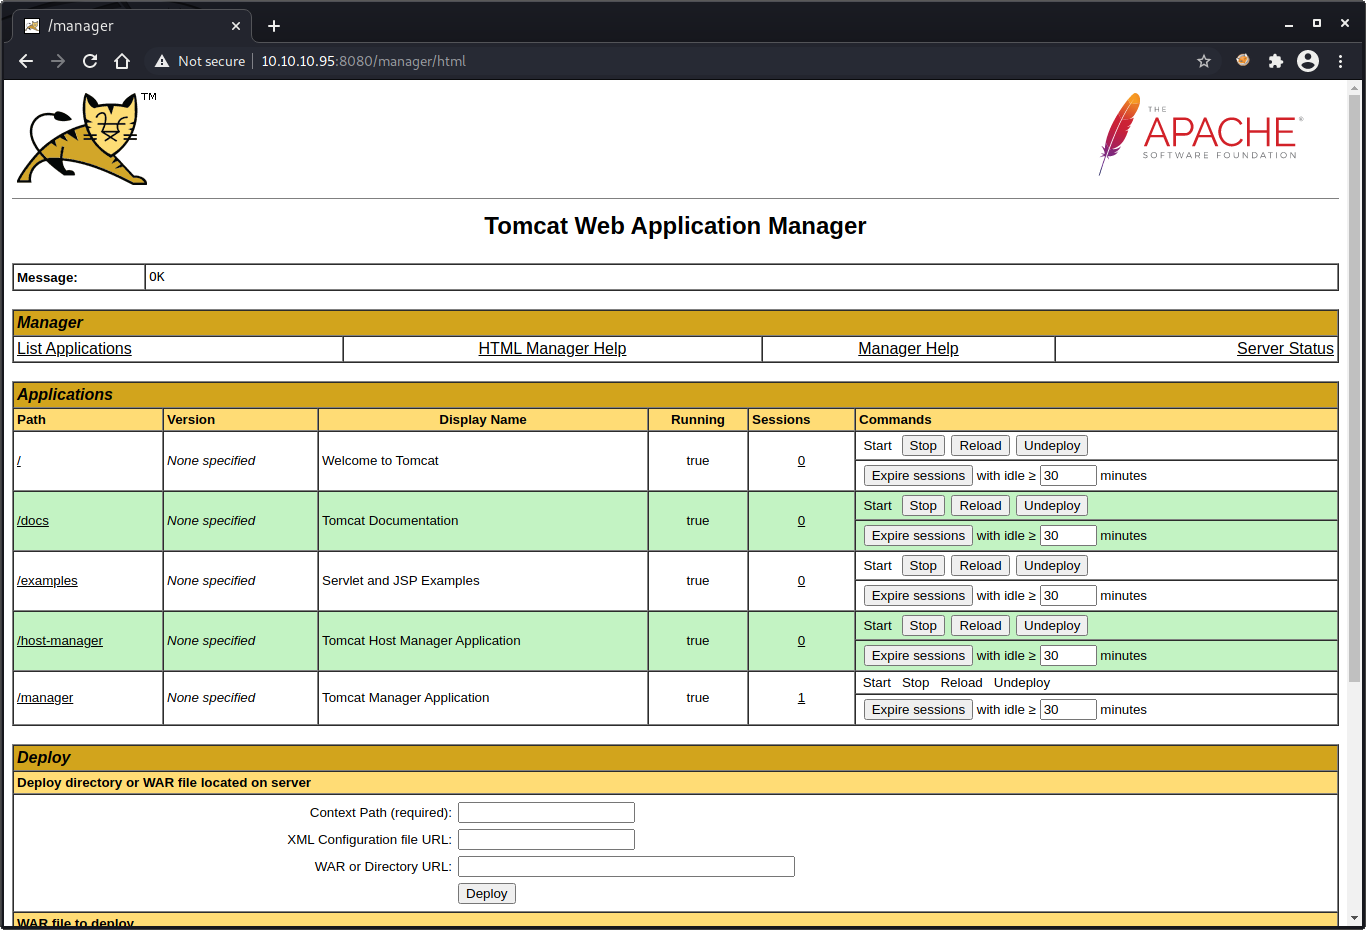 /manager
Not secure 10.10.10.95:8080/manager/html
TM
THE
APACHE®
SOFTWARE FOUNDATION
Tomcat Web Application Manager
Message: OK
Manager
List Applications HTML Manager Help Manager Help Server Status
Applications
Path Version Display Name Running Sessions Commands
/ None specified Welcome to Tomcat true 0 Start Stop Reload Undeploy
Expire sessions with idle ≥ 30 minutes
/docs None specified Tomcat Documentation true 0 Start Stop Reload Undeploy
Expire sessions with idle ≥ 30 minutes
/examples None specified Servlet and JSP Examples true 0 Start Stop Reload Undeploy
Expire sessions with idle ≥ 30 minutes
/host-manager None specified Tomcat Host Manager Application true 0 Start Stop Reload Undeploy
Expire sessions with idle ≥ 30 minutes
/manager None specified Tomcat Manager Application true 1 Start Stop Reload Undeploy
Expire sessions with idle ≥ 30 minutes
Deploy
Deploy directory or WAR file located on server
Context Path (required):
XML Configuration file URL:
WAR or Directory URL:
Deploy
WAR file to deploy